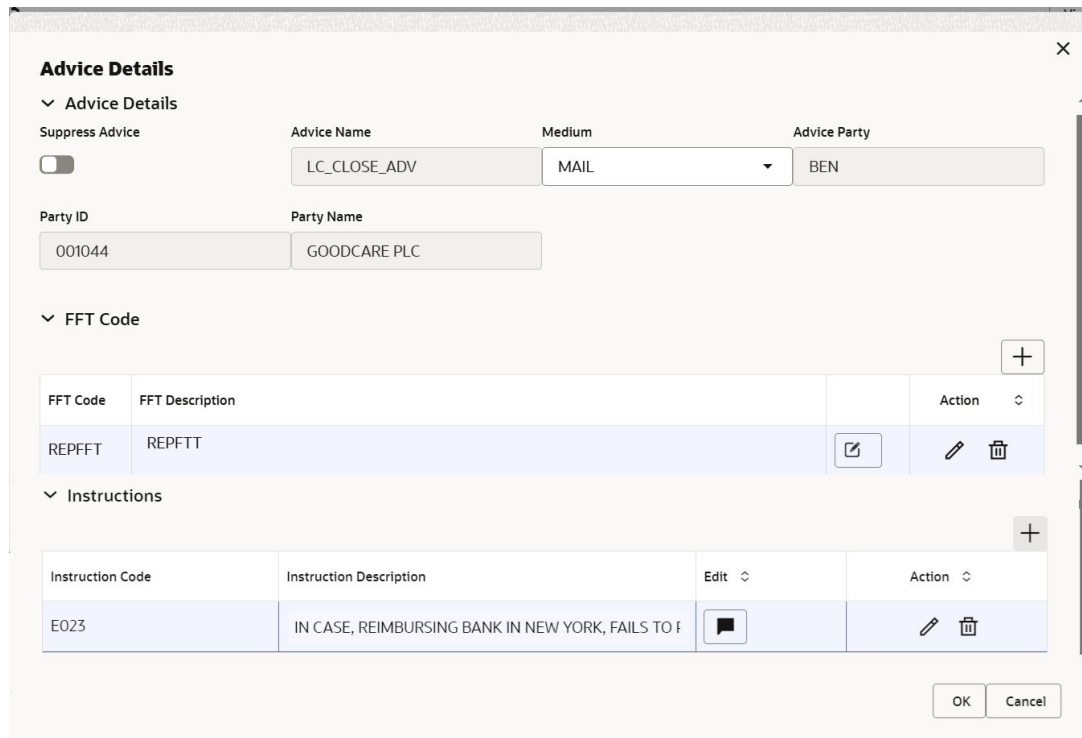 Advice Details
Advice Details
Suppress Advice Advice Name Medium Advice Party
LC_CLOSE_ADV MAIL BEN
Party ID Party Name
001044 GOODCARE PLC
FFT Code
FFT Code FFT Description Action
REPFFT REPFTT
Instructions
Instruction Code Instruction Description Edit Action
E023 IN CASE, REIMBURSING BANK IN NEW YORK, FAILS TO
OK Cancel